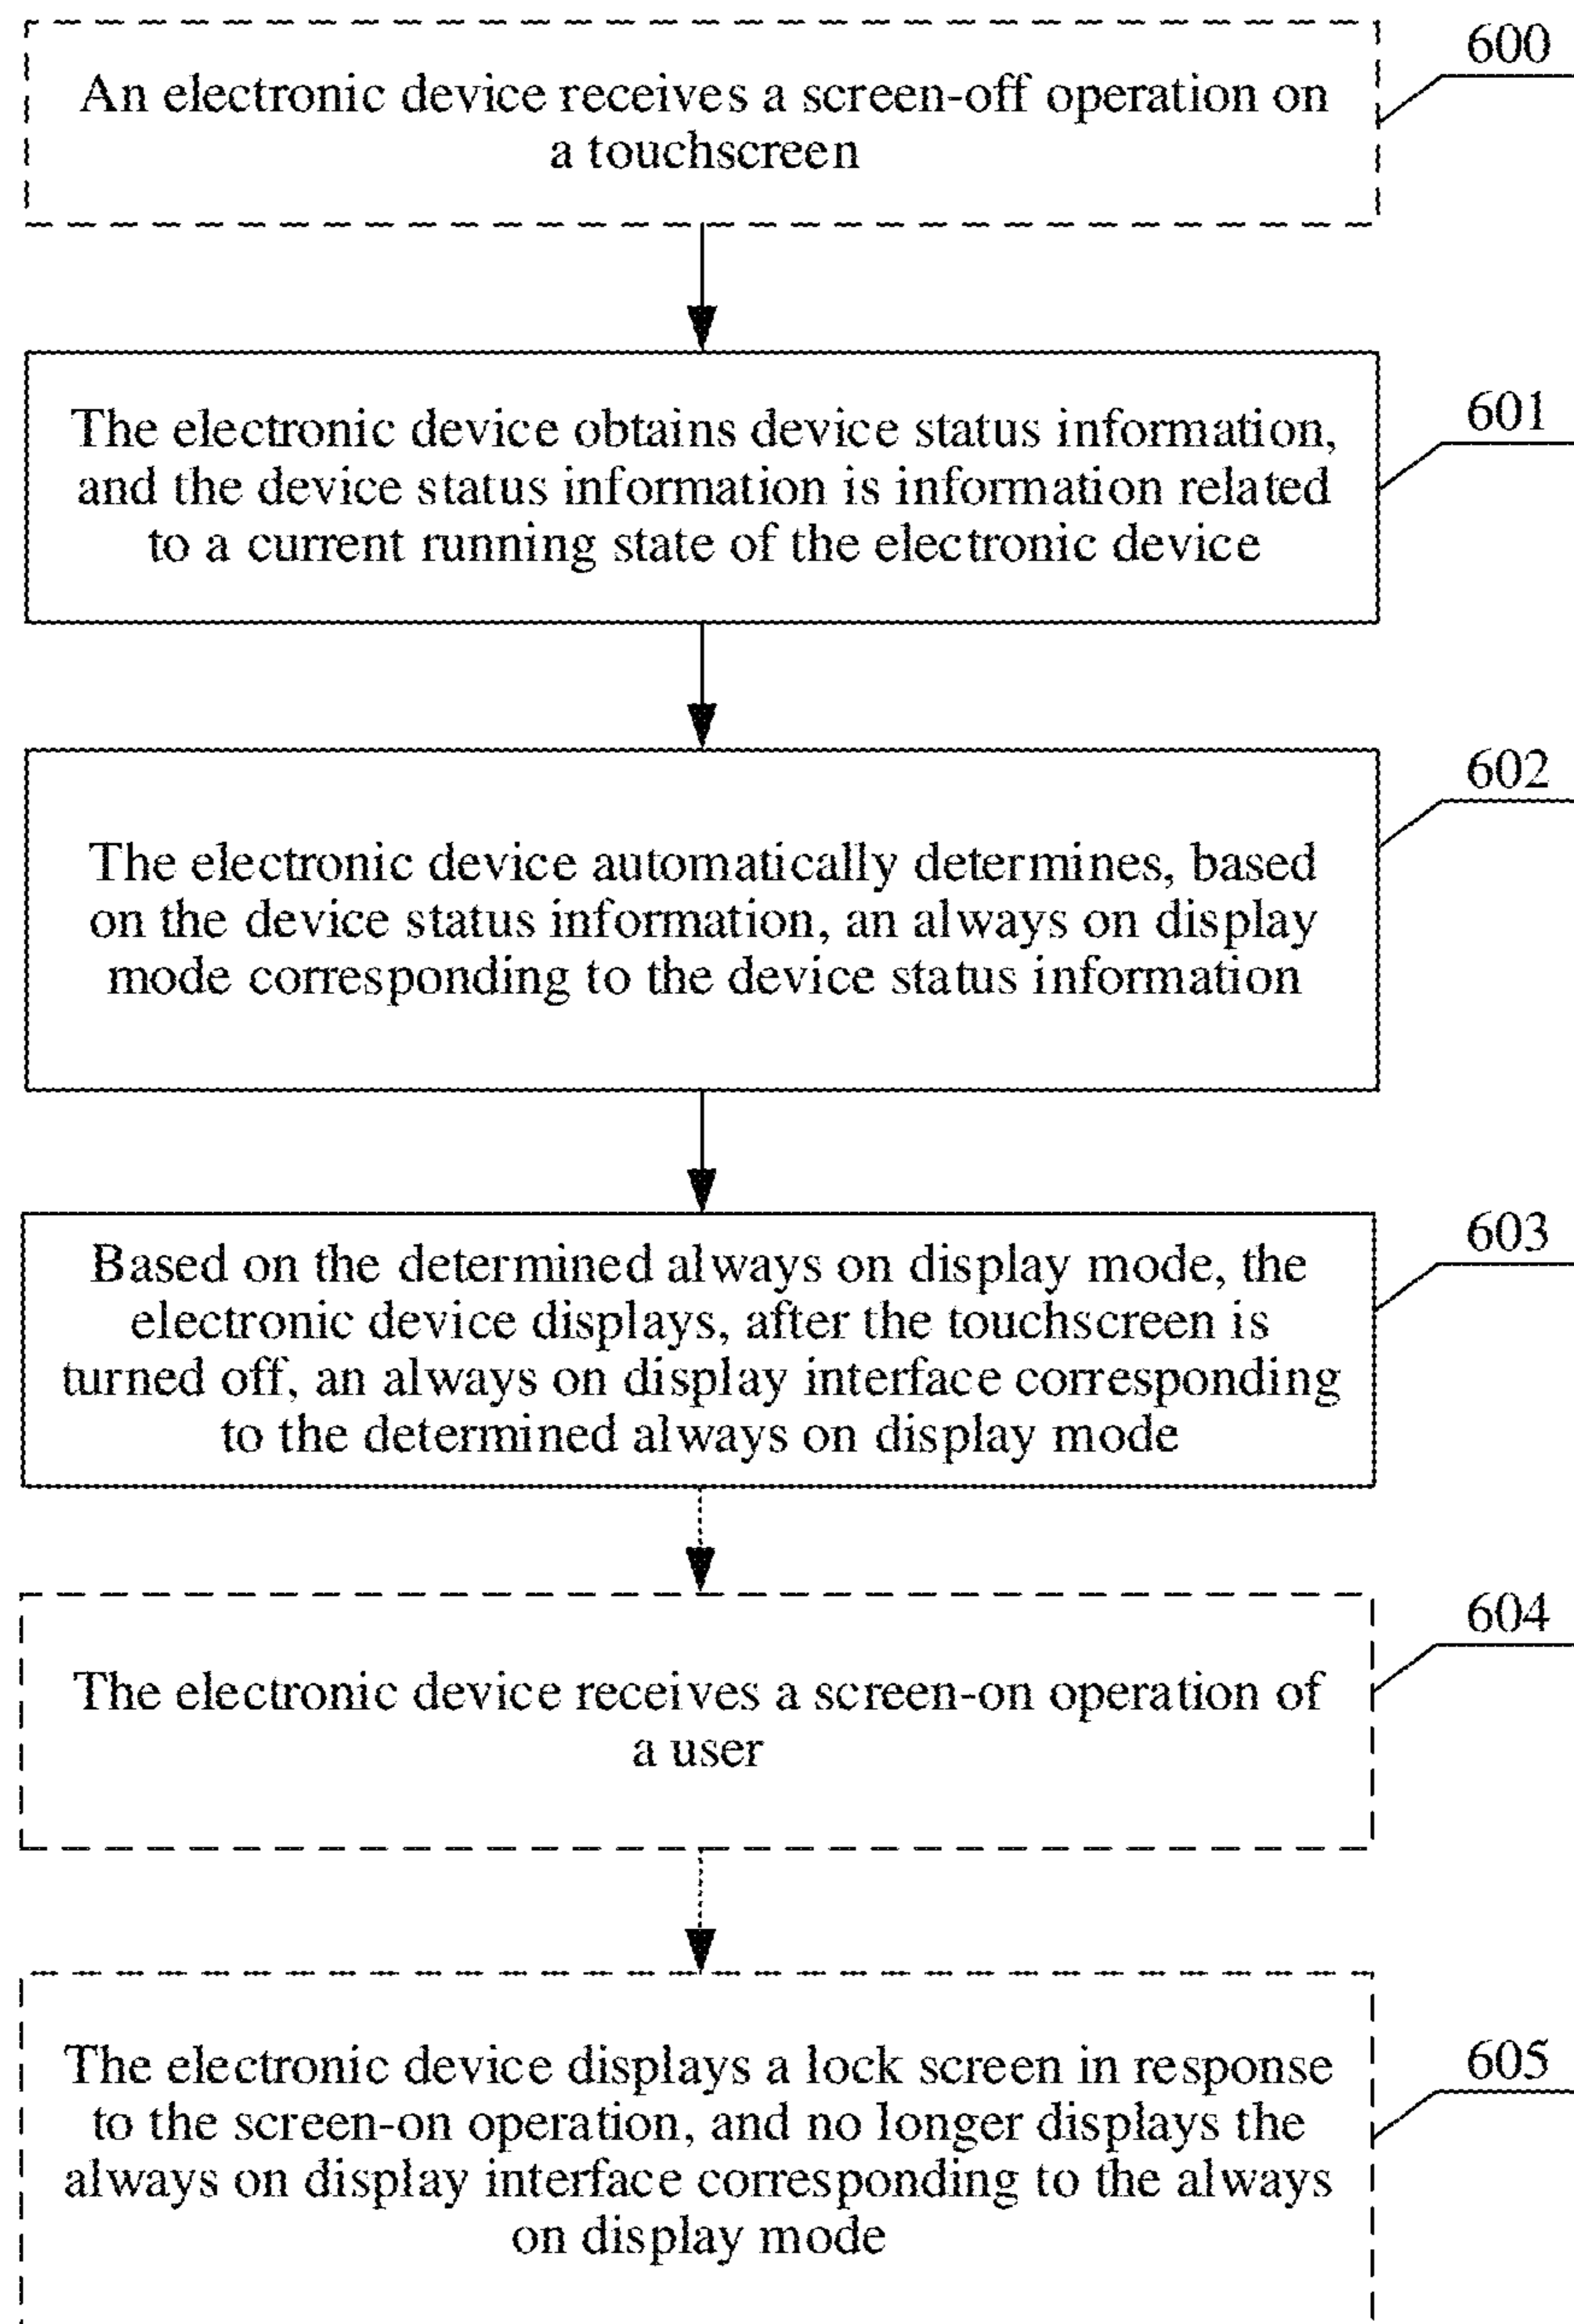 600
An electronic device receives a screen-off operation on
a touchscreen
601
The electronic device obtains device status information,
and the device status information is information related
to a current running state of the electronic device
602
The electronic device automatically determines, based
on the device status information, an always on display
mode corresponding to the device status information
603
Based on the determined always on display mode, the
electronic device displays, after the touchscreen is
turned off, an always on display interface corresponding
to the determined always on display mode
604
The electronic device receives a screen-on operation of
a user
605
The electronic device displays a lock screen in response
to the screen-on operation, and no longer displays the
always on display interface corresponding to the always
on display mode